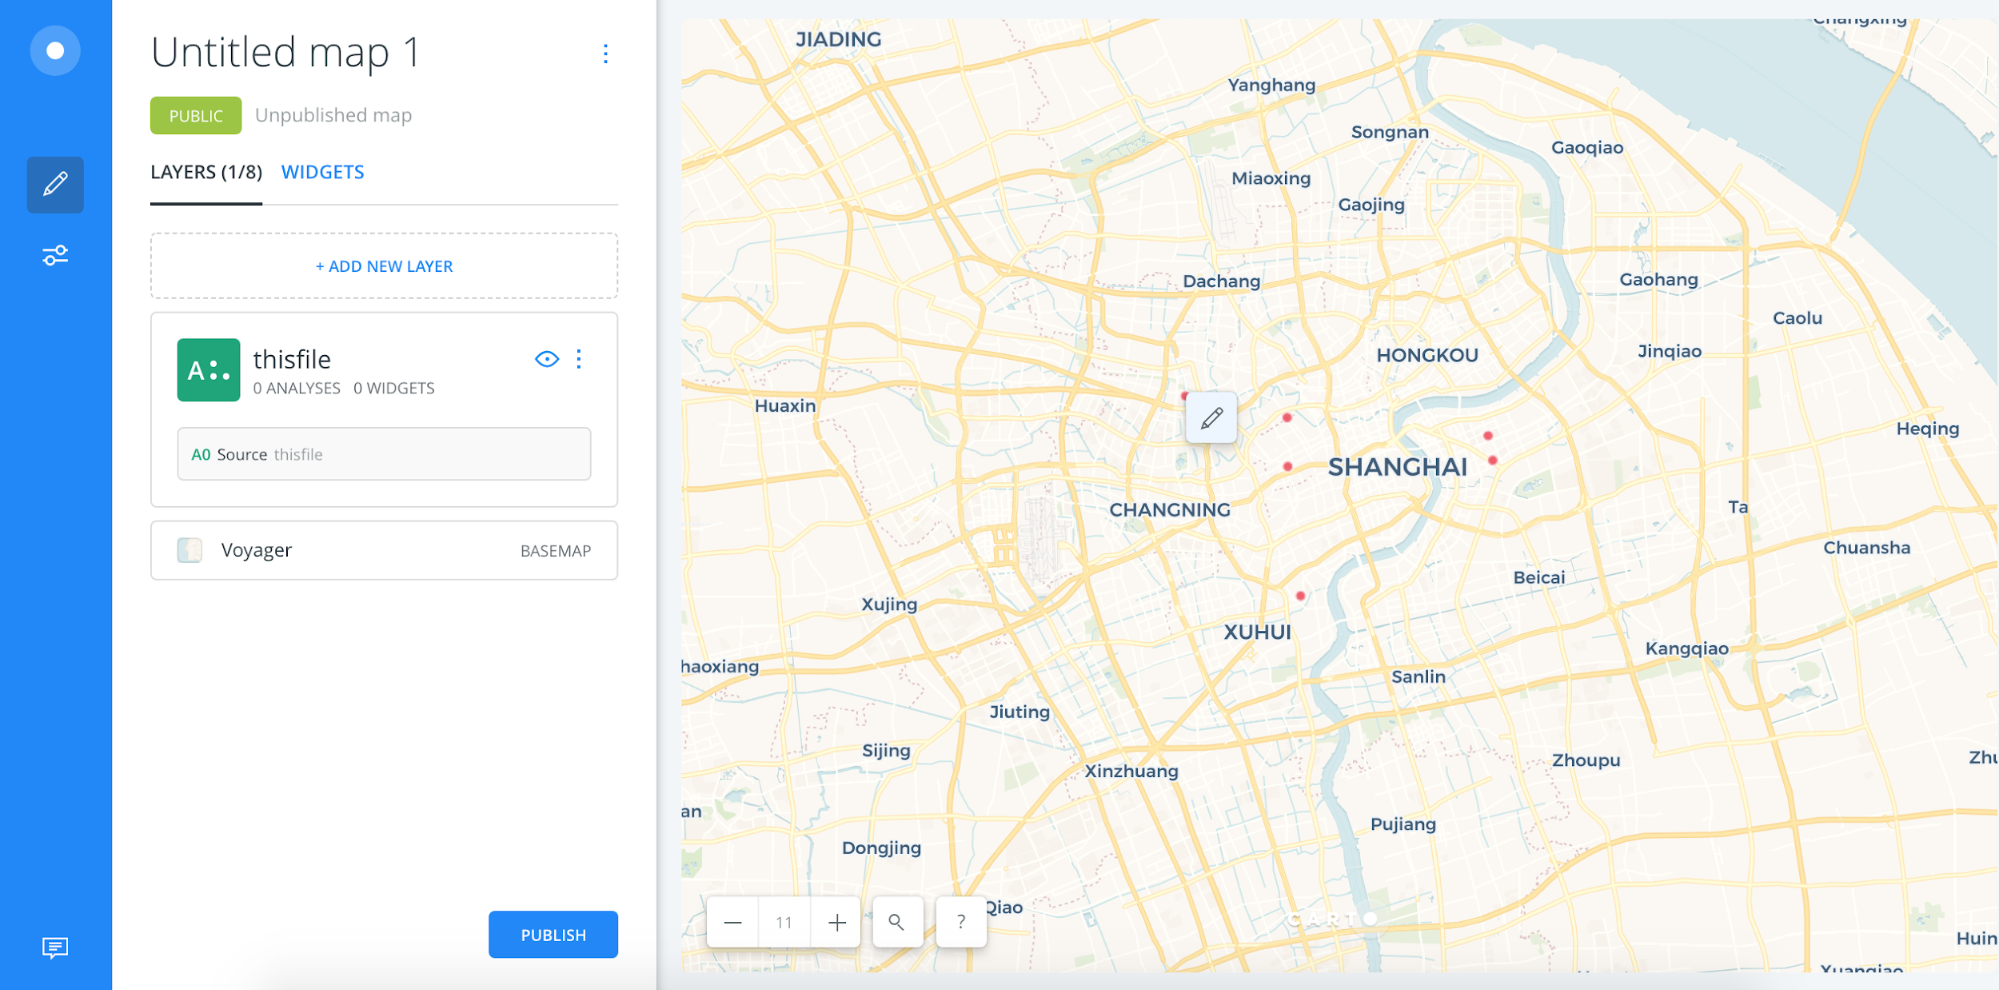 Untitled map 1
PUBLIC Unpublished map
LAYERS (1/8) WIDGETS
+ ADD NEW LAYER
A
thisfile
0 ANALYSES 0 WIDGETS
A0 Source thisfile
Voyager BASEMAP
PUBLISH
Changxing
JIADING
Yanghang
Songnan
Gaoqiao
Miaoxing
Gaojing
Dachang
Gaohang
Caolu
Jinqiao
HONGKOU
Huaxin
Heqing
SHANGHAI
CHANGNING
Ta
Chuansha
Beicai
Xujing
XUHUI
Kangqiao
haoxiang
Sanlin
Jiuting
Sijing
Zhoupu
Zhu
Xinzhuang
an
Pujiang
Dongjing
Qiao
11
?
CARTO
Huin
Xuanqiao